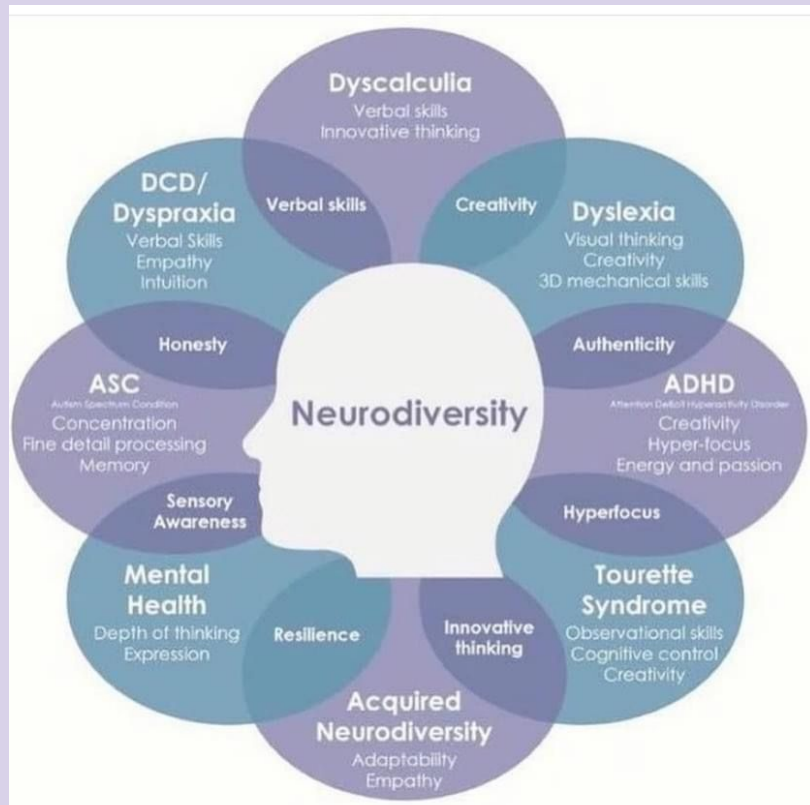 Dyscalculia
Verbal skills
Innovative thinking
Verbal skills
Creativity
DCD/
Dyspraxia
Verbal Skills
Empathy
Intuition
Dyslexia
Visual thinking
Creativity
3D mechanical skills
Honesty
Authenticity
ASC
Autism Spectrum Condition
Concentration
Fine detail processing
Memory
Neurodiversity
ADHD
Attention Deficit Hyperactivity Disorder
Creativity
Hyper-focus
Energy and passion
Sensory
Awareness
Hyperfocus
Mental
Health
Depth of thinking
Expression
Resilience
Innovative
thinking
Tourette
Syndrome
Observational skills
Cognitive control
Creativity
Acquired
Neurodiversity
Adaptability
Empathy